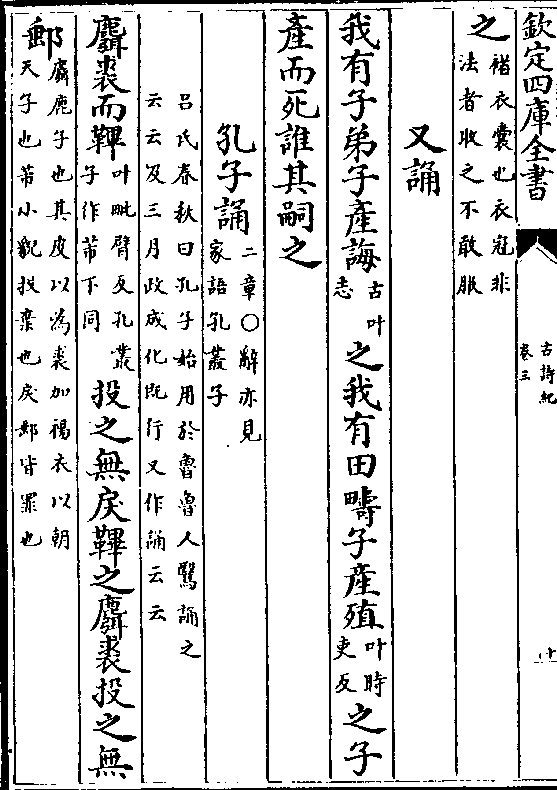 欽定四庫全書
古詩紀
卷三
十
之褚衣囊也衣冠非
法者收之不敢服
又誦
我有子弟子產誨古叶
志之我有田疇子產殖叶時
吏反之子
產而死誰其嗣之
孔子誦二章〇辭亦見
家語孔叢子
吕氏春秋曰孔子始用於魯魯人鷖誦之
云云及三月政成化既行又作誦云云
麛裘而鞸叶毗臂反孔叢
子作芾下同投之無戾鞸之麛裘投之無
郵麛鹿子也其皮以為裘加裼衣以朝
天子也芾小貌投棄也戾郵皆罪也